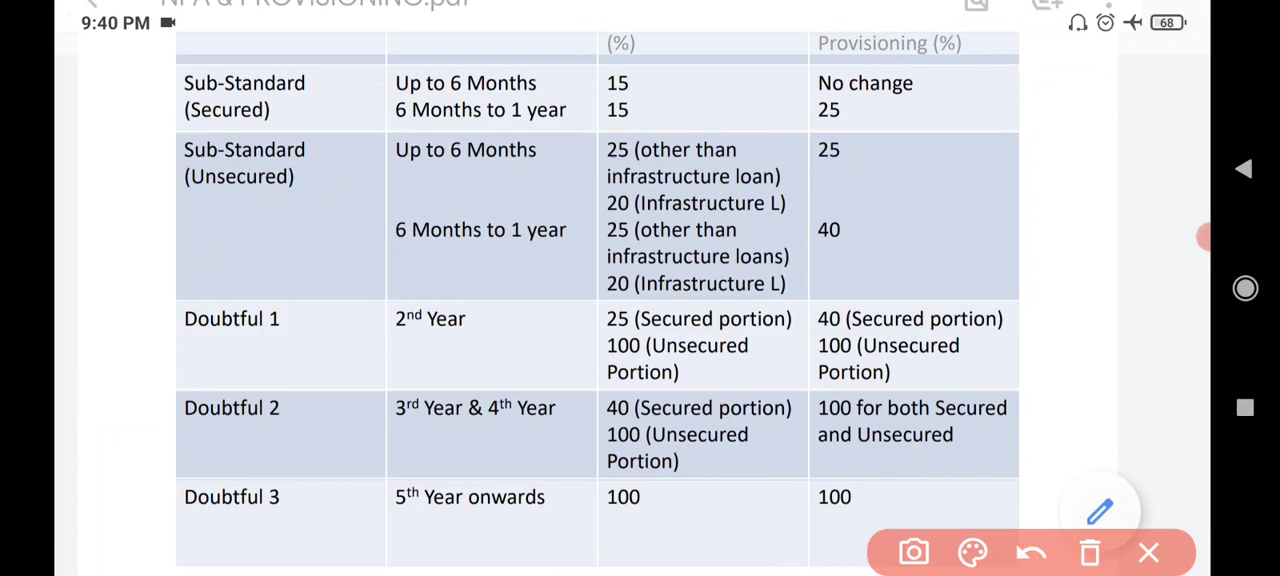 NPA & PROVISIONING.pdf
9:40 PM
68
(%)
Provisioning (%)
Sub-Standard
(Secured)
Up to 6 Months
6 Months to 1 year
15
15
No change
25
Sub-Standard
(Unsecured)
Up to 6 Months
6 Months to 1 year
25 (other than
infrastructure loan)
20 (Infrastructure L)
25 (other than
infrastructure loans)
20 (Infrastructure L)
25
40
Doubtful 1
2nd Year
25 (Secured portion)
100 (Unsecured
Portion)
40 (Secured portion)
100 (Unsecured
Portion)
Doubtful 2
3rd Year & 4th Year
40 (Secured portion)
100 (Unsecured
Portion)
100 for both Secured
and Unsecured
Doubtful 3
5th Year onwards
100
100